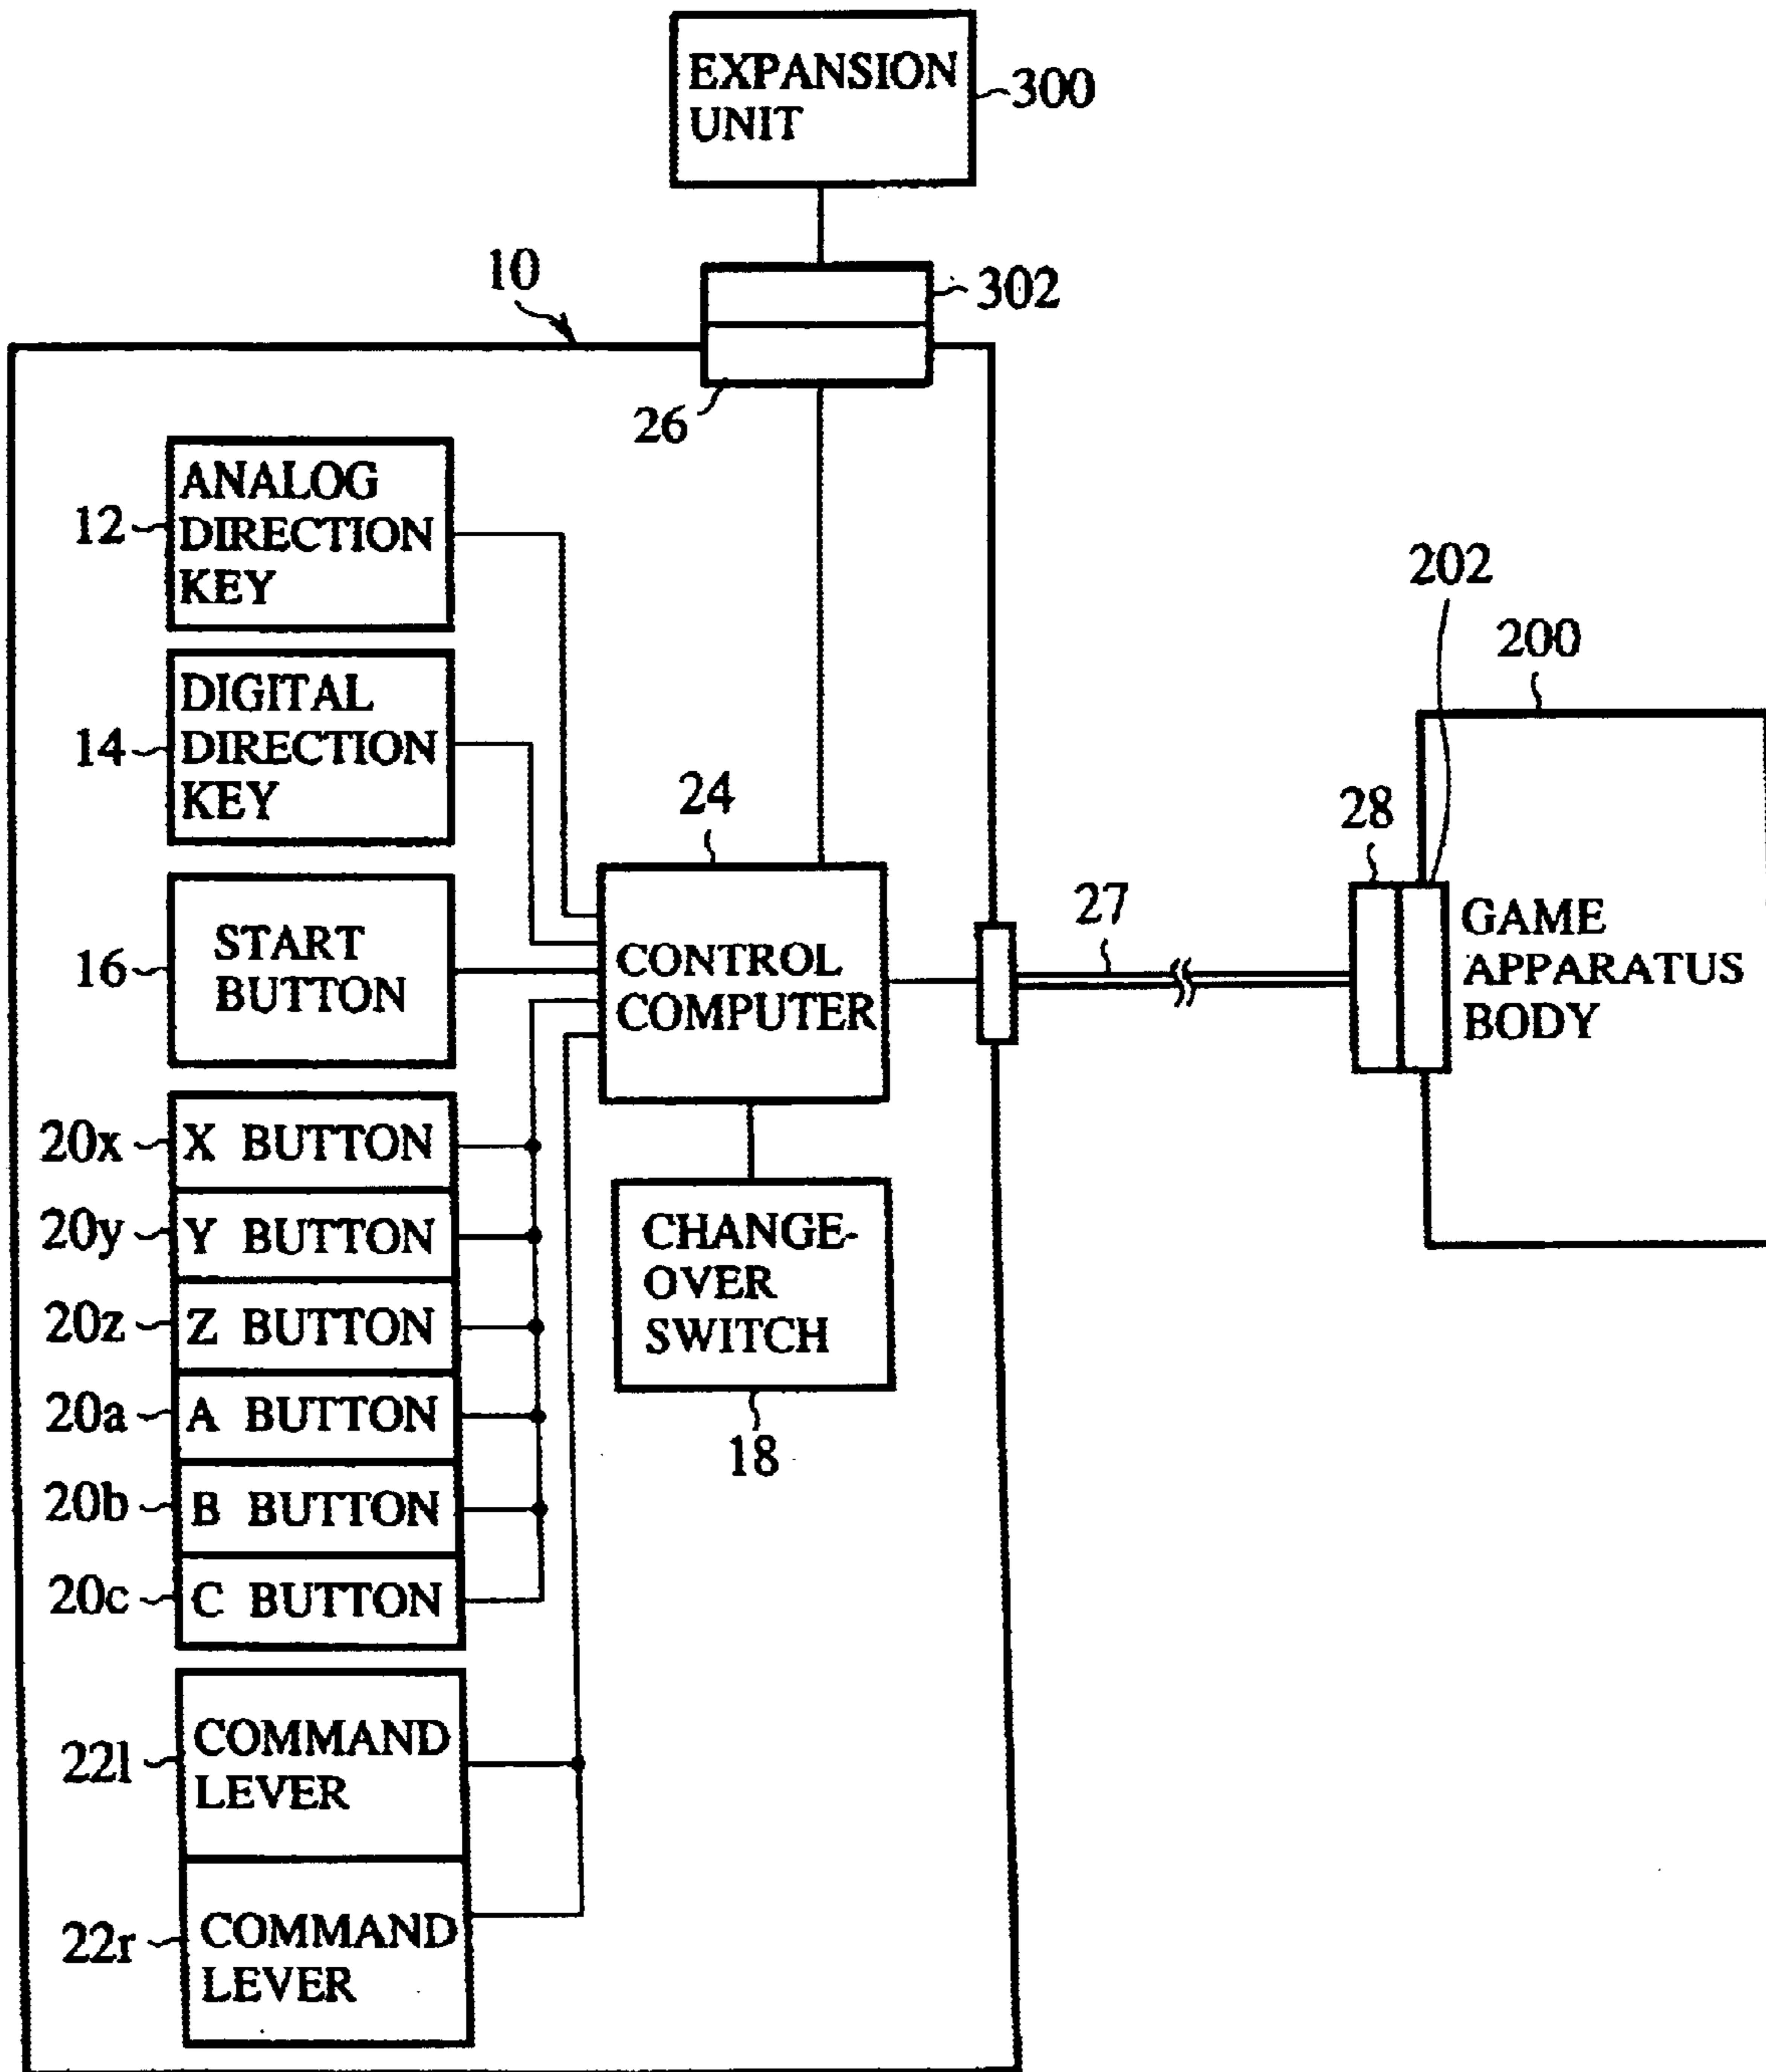 EXPANSION
UNIT
300
10
302
26
ANALOG
DIRECTION
KEY
12
DIGITAL
DIRECTION
KEY
14
202
200
24
28
27
START
BUTTON
16
CONTROL
COMPUTER
GAME
APPARATUS
BODY
20x
X BUTTON
20y
Y BUTTON
20z
Z BUTTON
20a
A BUTTON
20b
B BUTTON
20c
C BUTTON
CHANGE-
OVER
SWITCH
18
22l
COMMAND
LEVER
22r
COMMAND
LEVER